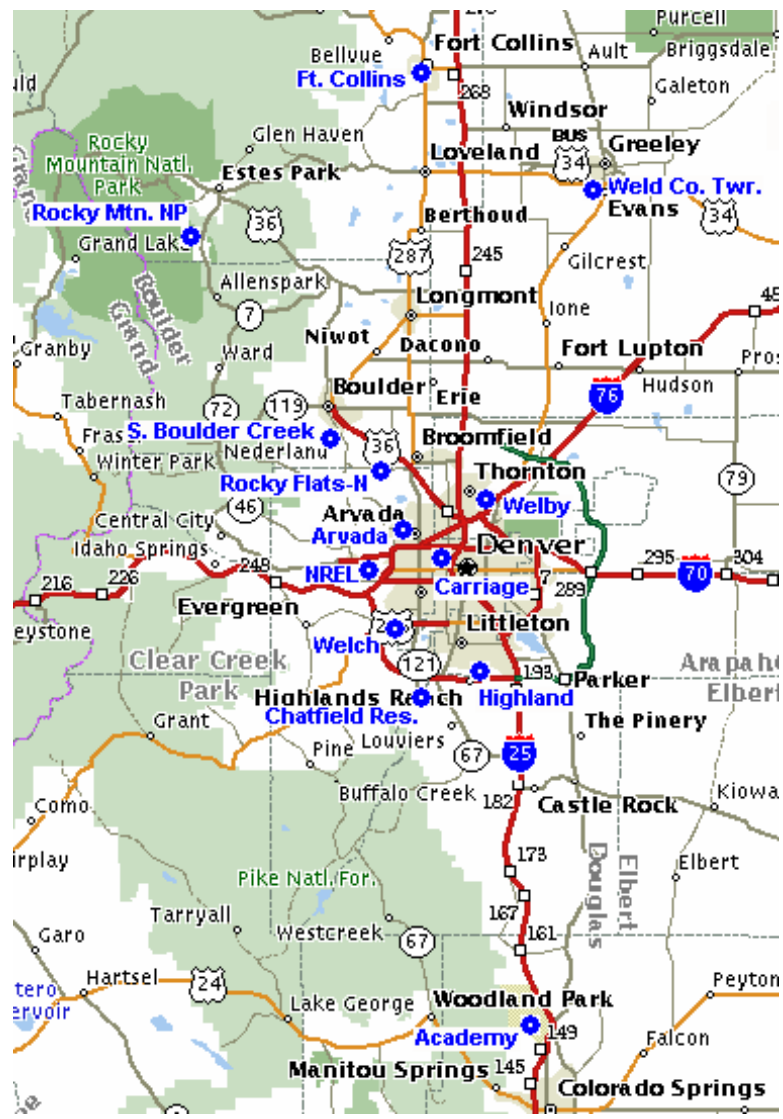 Purcell
Bellvue
Fort Collins
Ault
Briggsdale
Ft. Collins
268
Galeton
Windsor
Glen Haven
BUS
34
Greeley
Rocky
Mountain Natl.
Park
Loveland
Estes Park
Weld Co. Twr.
Evans
Rocky Mtn. NP
36
Berthoud
34
Grand Lake
287
245
Gilcrest
Allenspark
Boulder
Grand
Longmont
Ione
7
Niwot
Dacono
Fort Lupton
Granby
Ward
Hudson
Boulder
Erie
76
Tabernash
72
119
S. Boulder Creek
36
Broomfield
Nederland
Winter Park
Rocky Flats-N
Thornton
79
46
Welby
Central City
Arvada
Arvada
Idaho Springs
Denver
248
295
304
216
226
NREL
Carriage
7
289
70
Evergreen
Welch
Littleton
Clear Creek
Park
121
193
Parker
Arapaho
Elbert
Highlands Ranch
Highland
Chatfield Res.
Grant
Louviers
The Pinery
Pine
67
25
Buffalo Creek
182
Castle Rock
Kiowa
Como
173
Elbert
Douglas
Elbert
Pike Natl. For.
Tarryall
167
Westcreek
67
161
Garo
Hartsel
24
Peyton
Lake George
Woodland Park
Academy
149
Falcon
Manitou Springs
145
Colorado Springs